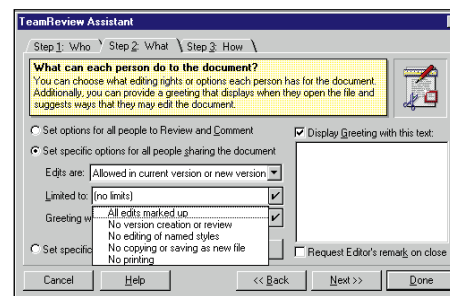 TeamReview Assistant
Step 1: Who
Step 2: What
Step 3: How
What can each person do to the document?
You can choose what editing rights or options each person has for the document.
Additionally, you can provide a greeting that displays when they open the file and
suggests ways that they may edit the document.
Set options for all people to Review and Comment
Set specific options for all people sharing the document
Edits are: Allowed in current version or new version
Limited to: (no limits)
All edits marked up
No version creation or review
Greeting w
No editing of named styles
No copying or saving as new file
Set specific
No printing
Display Greeting with this text:
Request Editor's remark on close
Cancel
Help
<< Back
Next >>
Done